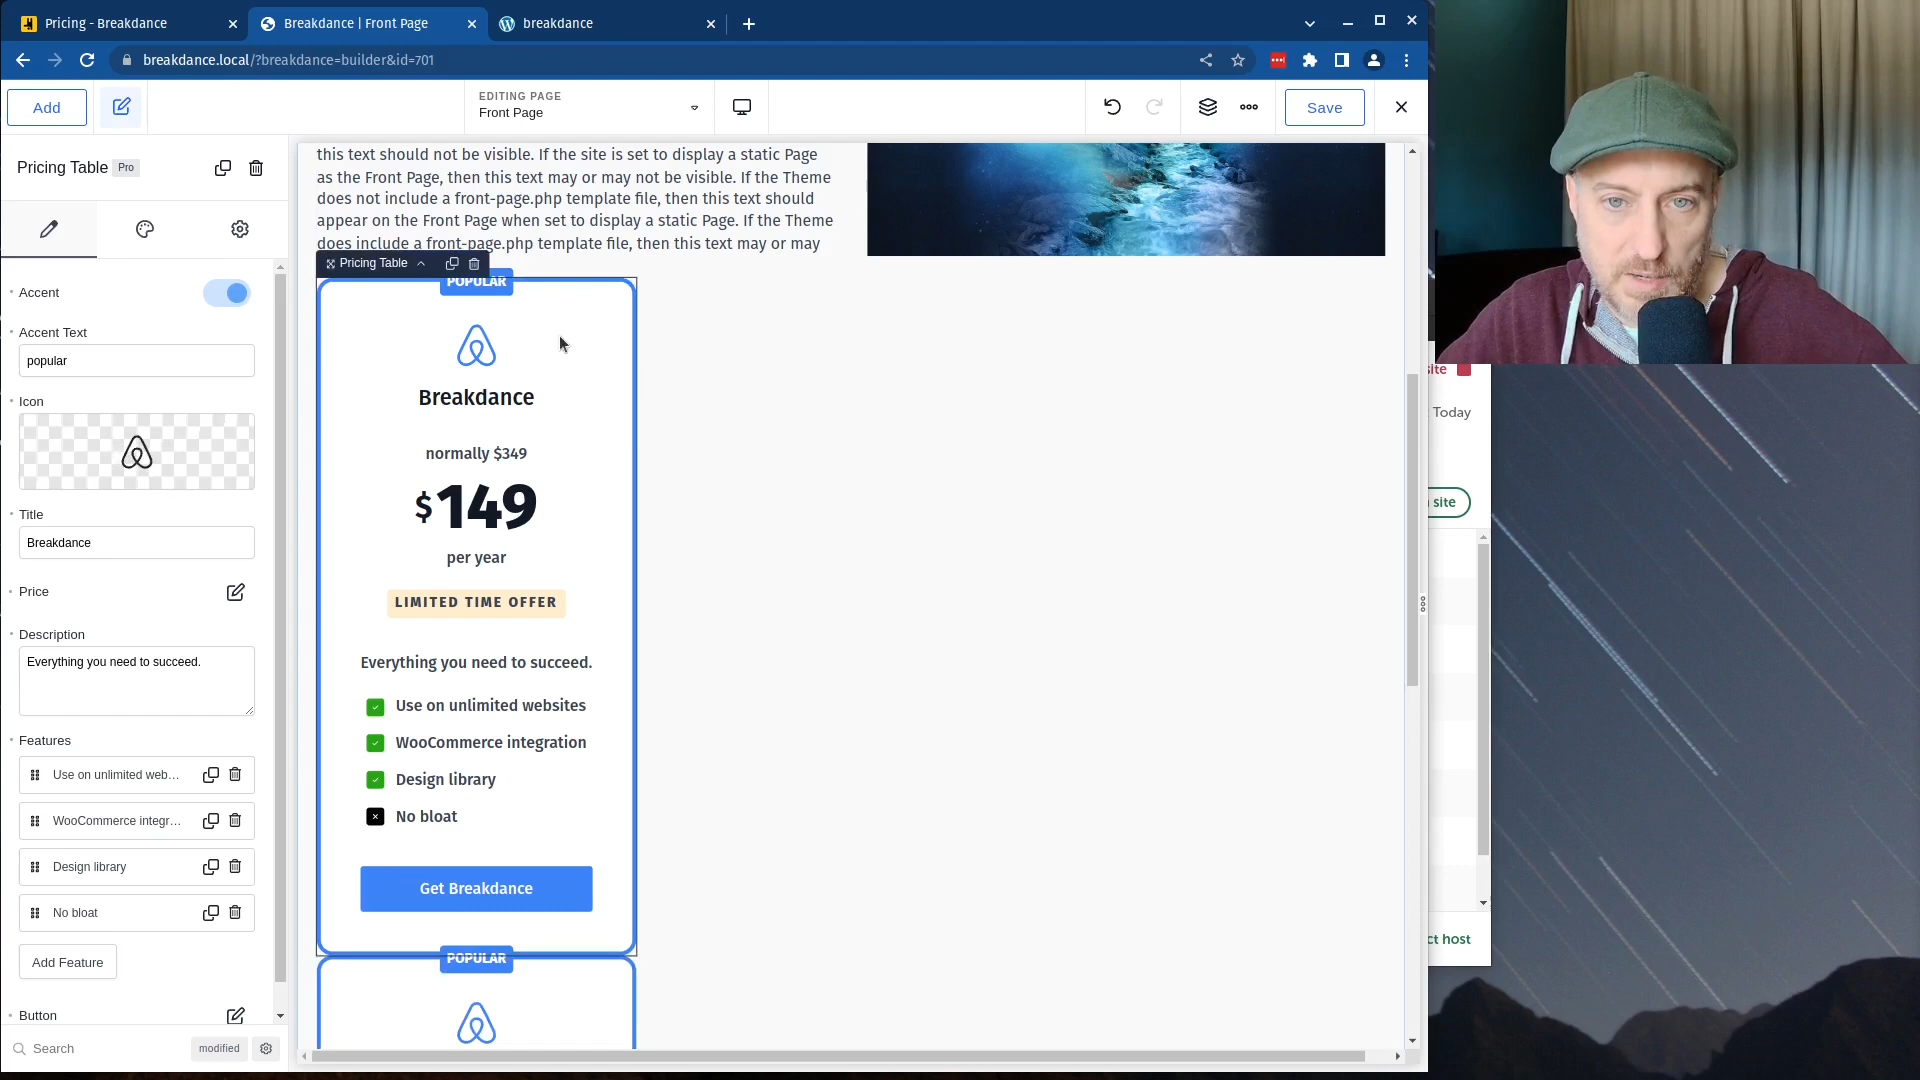 Pricing - Breakdance
Breakdance | Front Page
breakdance
breakdance.local/?breakdance=builder&id=701
Add
EDITING PAGE
Front Page
Save
Pricing Table
Pro
Accent
Accent Text
popular
Icon
Title
Breakdance
Price
Description
Everything you need to succeed.
Features
Use on unlimited web...
WooCommerce integr...
Design library
No bloat
Add Feature
Button
Search
modified
this text should not be visible. If the site is set to display a static Page
as the Front Page, then this text may or may not be visible. If the Theme
does not include a front-page.php template file, then this text should
appear on the Front Page when set to display a static Page. If the Theme
does include a front-page.php template file, then this text may or may
Pricing Table
POPULAR
Breakdance
normally $349
$149
per year
LIMITED TIME OFFER
Everything you need to succeed.
Use on unlimited websites
WooCommerce integration
Design library
No bloat
Get Breakdance
POPULAR
site
Today
site
ct host